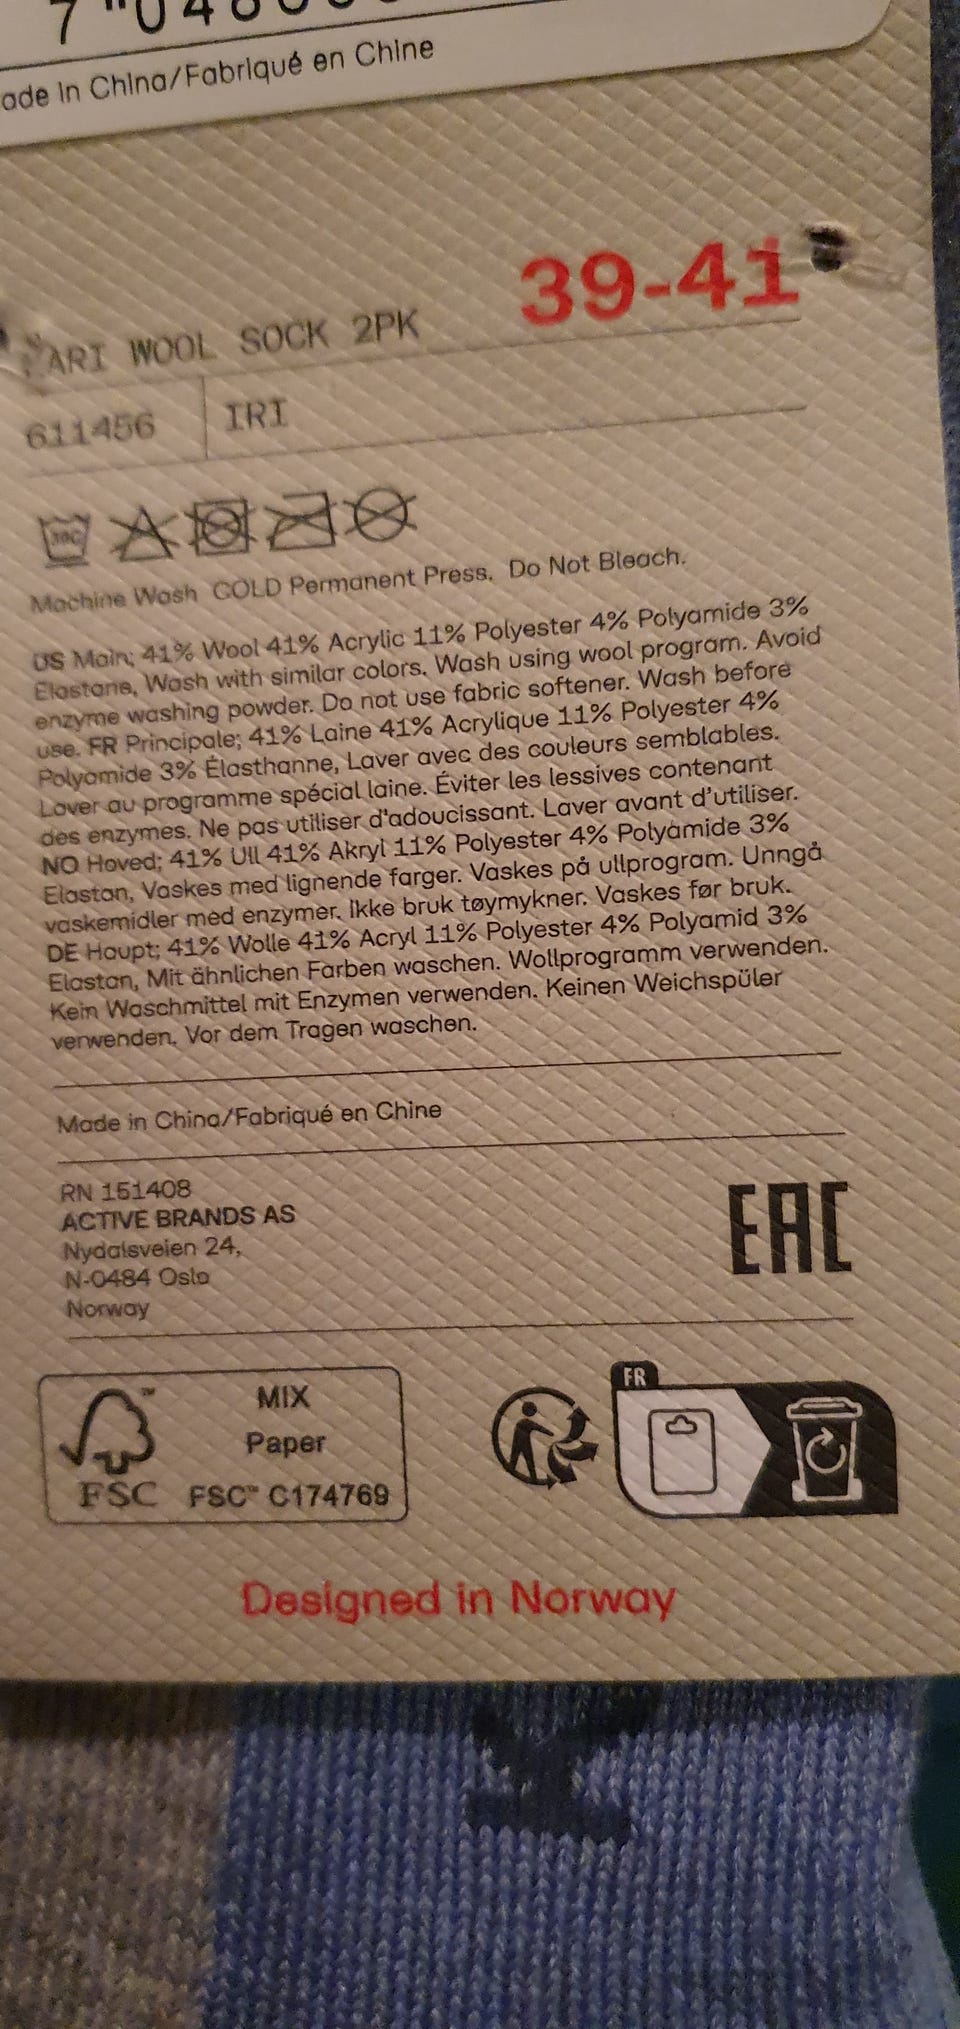 ade in China/Fabriqué en Chine
39-41
ARI WOOL SOCK 2PK
611456 IRI
30C
Machine Wash COLD Permanent Press. Do Not Bleach.
US Main; 41% Wool 41% Acrylic 11% Polyester 4% Polyamide 3%
Elastane, Wash with similar colors. Wash using wool program. Avoid
enzyme washing powder. Do not use fabric softener. Wash before
use. FR Principale; 41% Laine 41% Acrylique 11% Polyester 4%
Polyamide 3% Élasthanne, Laver avec des couleurs semblables.
Laver au programme spécial laine. Éviter les lessives contenant
des enzymes. Ne pas utiliser d'adoucissant. Laver avant d'utiliser.
NO Hoved; 41% Ull 41% Akryl 11% Polyester 4% Polyamide 3%
Elastan, Vaskes med lignende farger. Vaskes på ullprogram. Unngå
vaskemidler med enzymer. Ikke bruk tøymykner. Vaskes før bruk.
DE Haupt; 41% Wolle 41% Acryl 11% Polyester 4% Polyamid 3%
Elastan, Mit ähnlichen Farben waschen. Wollprogramm verwenden.
Kein Waschmittel mit Enzymen verwenden. Keinen Weichspüler
verwenden. Vor dem Tragen waschen.
Made in China/Fabriqué en Chine
RN 151408
ACTIVE BRANDS AS
Nydalsveien 24,
N-0484 Oslo
Norway
EAC
MIX
Paper
FSC FSC™ C174769
FR
Designed in Norway